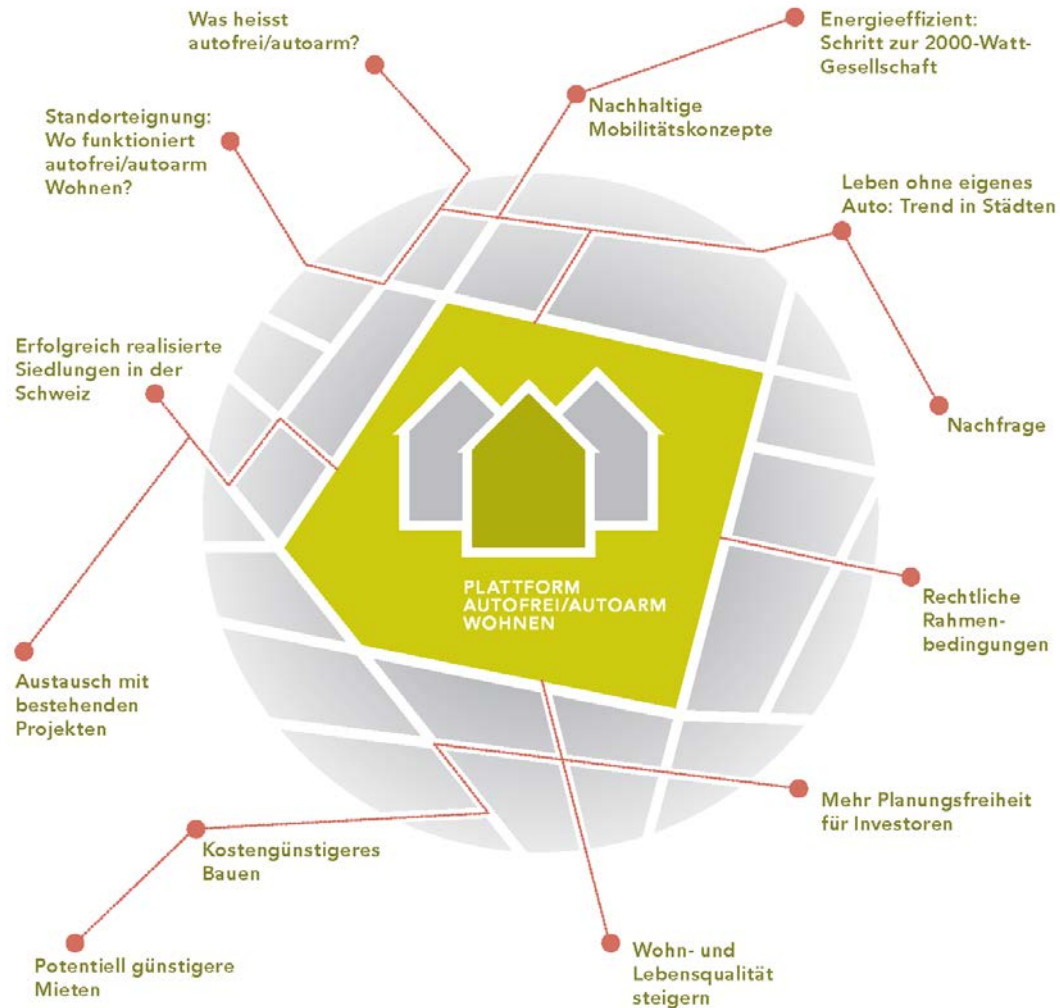 Was heisst
autofrei/autoarm?
Energieeffizient:
Schritt zur 2000-Watt-
Gesellschaft
Nachhaltige
Mobilitätskonzepte
Standorteignung:
Wo funktioniert
autofrei/autoarm
Wohnen?
Leben ohne eigenes
Auto: Trend in Städten
Erfolgreich realisierte
Siedlungen in der
Schweiz
Nachfrage
PLATTFORM
AUTOFREI/AUTOARM
WOHNEN
Rechtliche
Rahmen-
bedingungen
Austausch mit
bestehenden
Projekten
Mehr Planungsfreiheit
für Investoren
Kostengünstigeres
Bauen
Potentiell günstigere
Mieten
Wohn- und
Lebensqualität
steigern